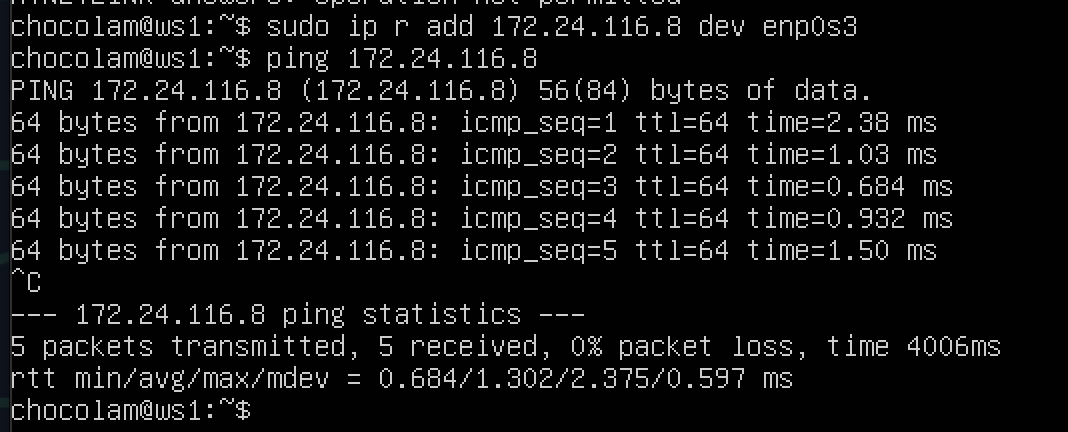 RTNETLINK answers: Operation not permitted
chocolam@ws1:~$ sudo ip r add 172.24.116.8 dev enp0s3
chocolam@ws1:~$ ping 172.24.116.8
PING 172.24.116.8 (172.24.116.8) 56(84) bytes of data.
64 bytes from 172.24.116.8: icmp_seq=1 ttl=64 time=2.38 ms
64 bytes from 172.24.116.8: icmp_seq=2 ttl=64 time=1.03 ms
64 bytes from 172.24.116.8: icmp_seq=3 ttl=64 time=0.684 ms
64 bytes from 172.24.116.8: icmp_seq=4 ttl=64 time=0.932 ms
64 bytes from 172.24.116.8: icmp_seq=5 ttl=64 time=1.50 ms
^C
--- 172.24.116.8 ping statistics ---
5 packets transmitted, 5 received, 0% packet loss, time 4006ms
rtt min/avg/max/mdev = 0.684/1.302/2.375/0.597 ms
chocolam@ws1:~$